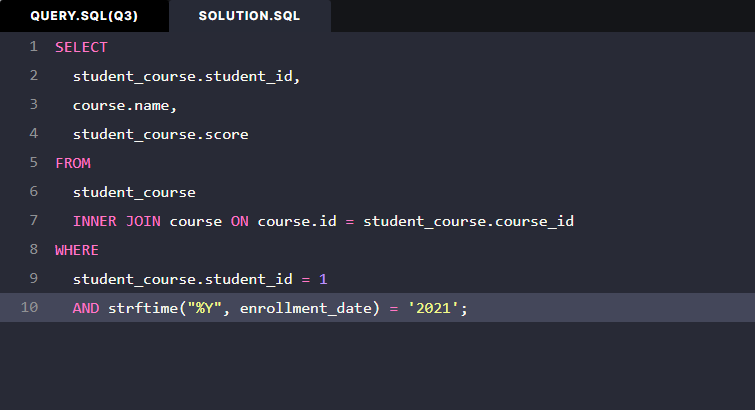 QUERY.SQL(Q3) SOLUTION.SQL
1 SELECT
2 student_course.student_id,
3 course.name,
4 student_course.score
5 FROM
6 student_course
7 INNER JOIN course ON course.id = student_course.course_id
8 WHERE
9 student_course.student_id = 1
10 AND strftime("%Y", enrollment_date) = '2021';